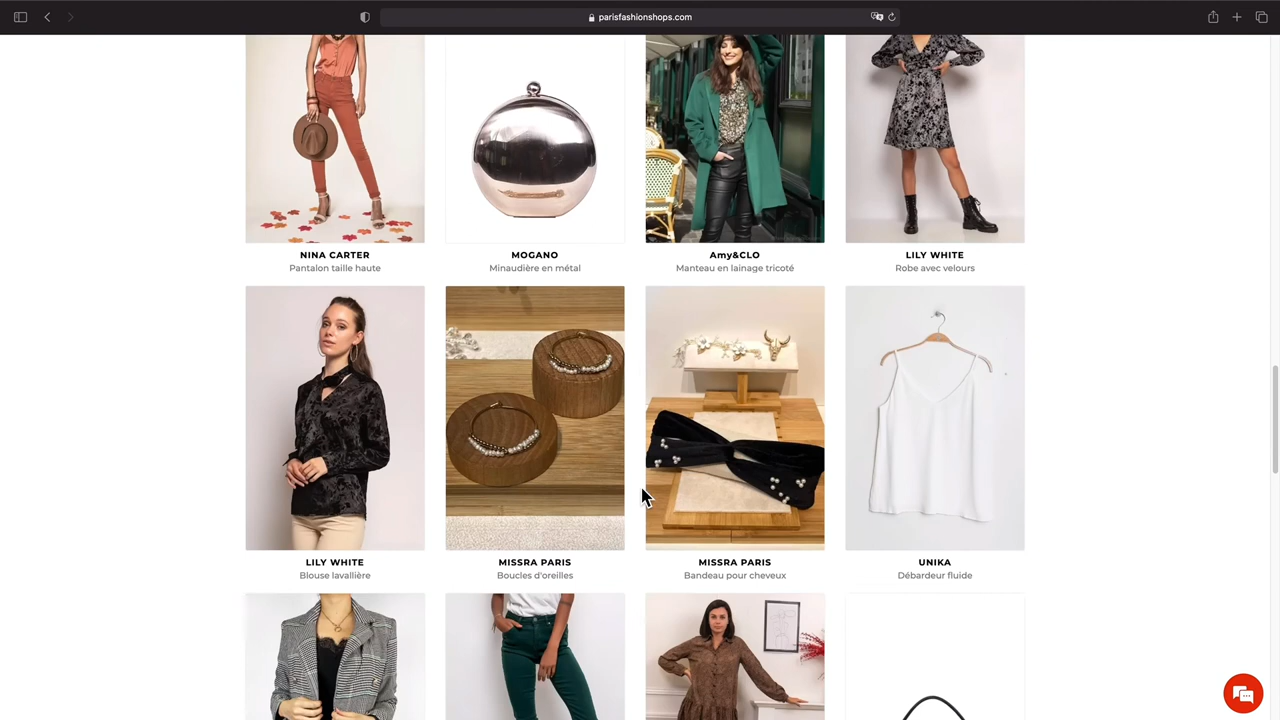 parisfashionshops.com
NINA CARTER
Pantalon taille haute
MOGANO
Minaudière en métal
Amy&CLO
Manteau en lainage tricoté
LILY WHITE
Robe avec velours
LILY WHITE
Blouse lavallière
MISSRA PARIS
Boucles d'oreilles
MISSRA PARIS
Bandeau pour cheveux
UNIKA
Débardeur fluide